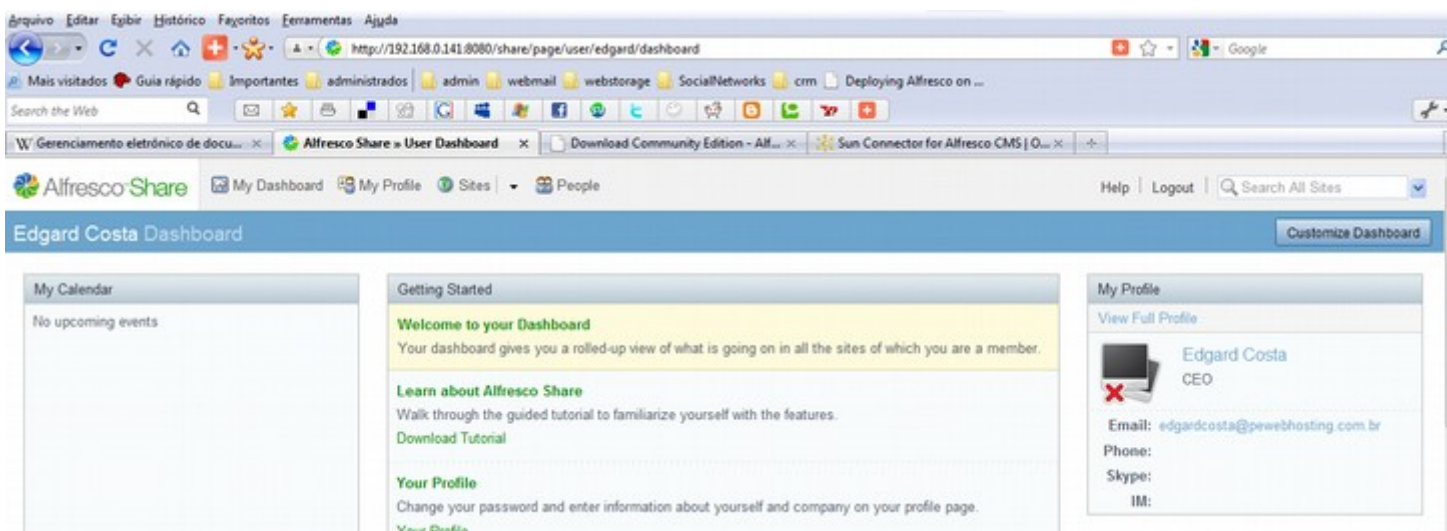 Arquivo Editar Exibir Histórico Favoritos Ferramentas Ajuda
http://192.168.0.141:8080/share/page/user/edgard/dashboard Google
Mais visitados Guia rápido Importantes administrados admin webmail webstorage SocialNetworks crm Deploying Alfresco on ...
Search the Web
W Gerenciamento eletrônico de docu... Alfresco Share » User Dashboard Download Community Edition - Alf... Sun Connector for Alfresco CMS | O...
Alfresco Share My Dashboard My Profile Sites People Help Logout Search All Sites
Edgard Costa Dashboard Customize Dashboard
My Calendar
No upcoming events
Getting Started
Welcome to your Dashboard
Your dashboard gives you a rolled-up view of what is going on in all the sites of which you are a member.
Learn about Alfresco Share
Walk through the guided tutorial to familiarize yourself with the features.
Download Tutorial
Your Profile
Change your password and enter information about yourself and company on your profile page.
Your Profile
My Profile
View Full Profile
Edgard Costa
CEO
Email: edgardcosta@pewebhosting.com.br
Phone:
Skype:
IM: